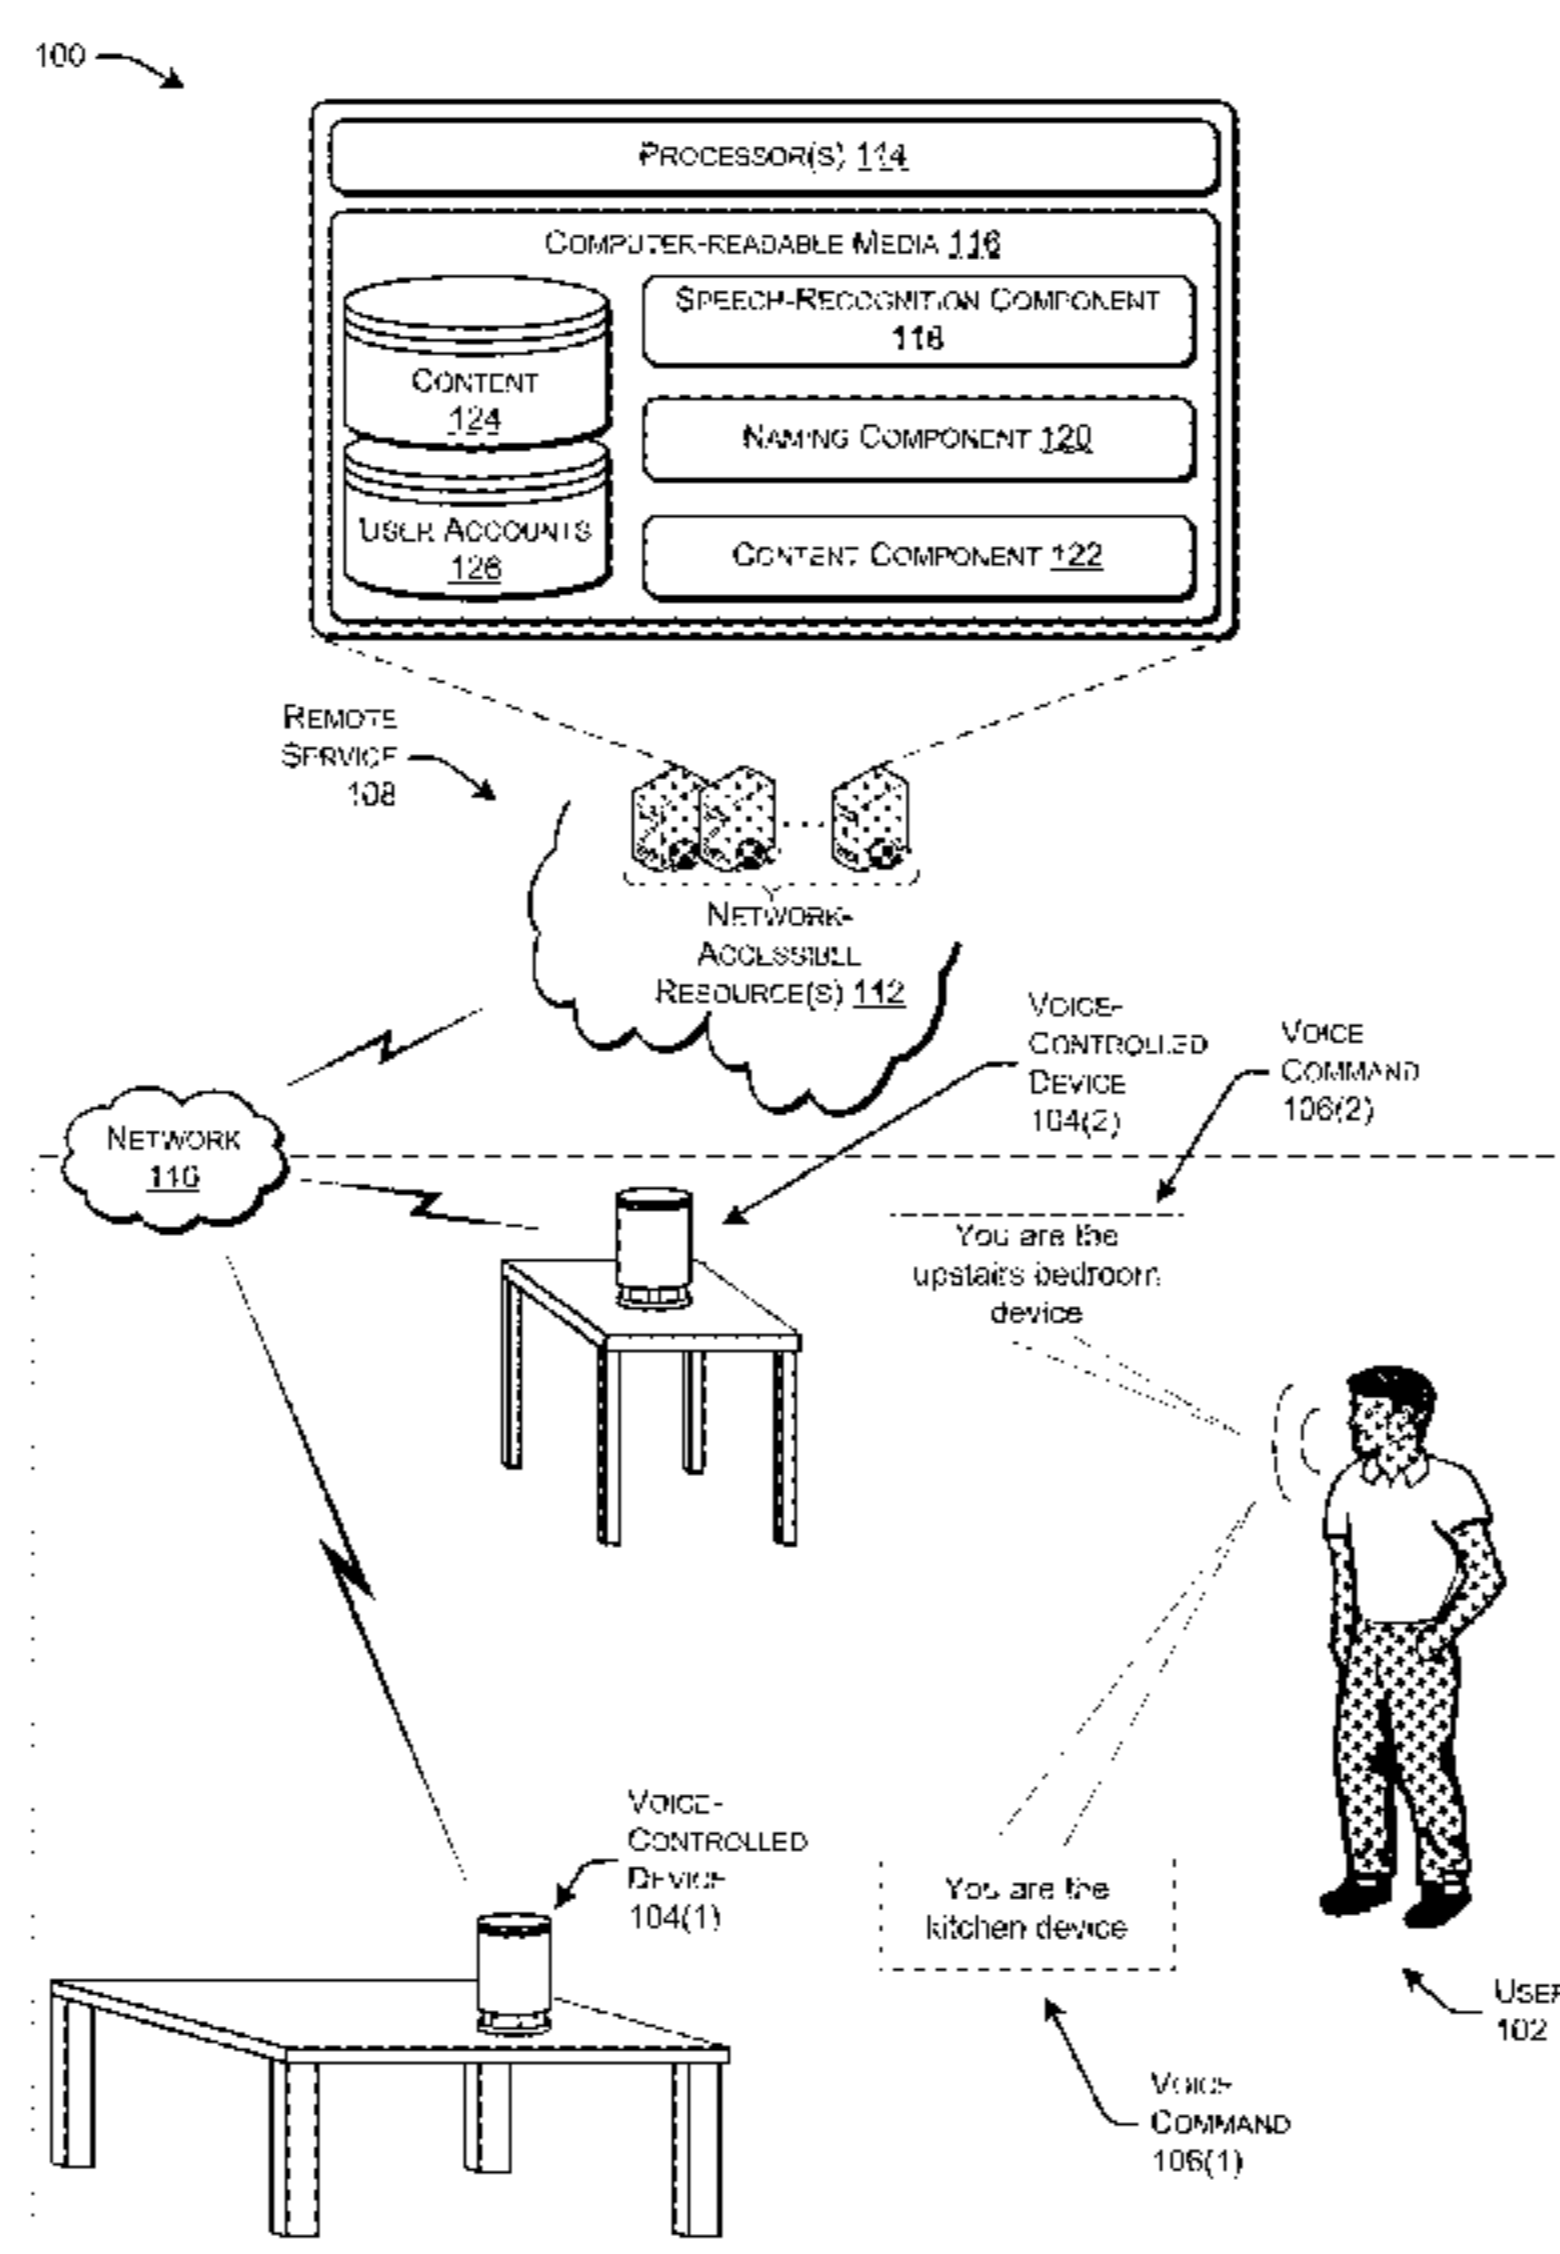 100
PROCESSOR(S) 114
COMPUTER-READABLE MEDIA 116
SPEECH-RECOGNITION COMPONENT
118
CONTENT
124
NAMING COMPONENT 120
USER ACCOUNTS
126
CONTENT COMPONENT 122
REMOTE
SERVICE
108
NETWORK-
ACCESSIBLE
RESOURCE(S) 112
VOICE-
CONTROLLED
DEVICE
104(2)
VOICE
COMMAND
106(2)
NETWORK
110
You are the
upstairs bedroom
device
VOICE-
CONTROLLED
DEVICE
104(1)
You are the
kitchen device
USER
102
VOICE
COMMAND
106(1)